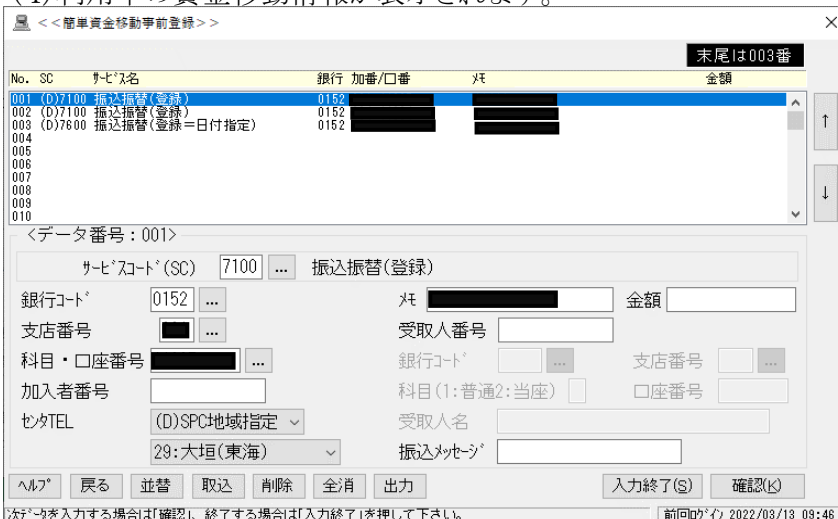 (4)利用中の資金移動情報が表示されます。
<<簡単資金移動事前登録>>
末尾は003番
No. SC ｻｰﾋﾞｽ名 銀行 加番/口番 ﾒﾓ 金額
001 (D)7100 振込振替(登録) 0152
002 (D)7100 振込振替(登録) 0152
003 (D)7600 振込振替(登録＝日付指定) 0152
004
005
006
007
008
009
010
<データ番号：001>
ｻｰﾋﾞｽｺｰﾄﾞ(SC) 7100 ... 振込振替(登録)
銀行ｺｰﾄﾞ 0152 ... ﾒﾓ 金額
支店番号 ... 受取人番号
科目・口座番号 ... 銀行ｺｰﾄﾞ ... 支店番号 ...
加入者番号 科目(1:普通2:当座) 口座番号
ｾﾝﾀTEL (D)SPC地域指定 受取人名
29:大垣(東海) 振込ﾒｯｾｰｼﾞ
ﾍﾙﾌﾟ 戻る 並替 取込 削除 全消 出力 入力終了(S) 確認(K)
次ﾃﾞｰﾀを入力する場合は「確認」、終了する場合は「入力終了」を押して下さい。 前回ﾛｸﾞｲﾝ 2022/03/13 09:46